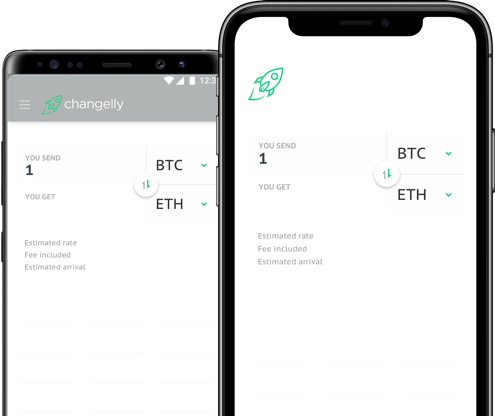 12:3
changelly
YOU SEND
1
BTC
YOU GET
ETH
Estimated rate
Fee included
Estimated arrival
YOU SEND
1
BTC
YOU GET
ETH
Estimated rate
Fee included
Estimated arrival